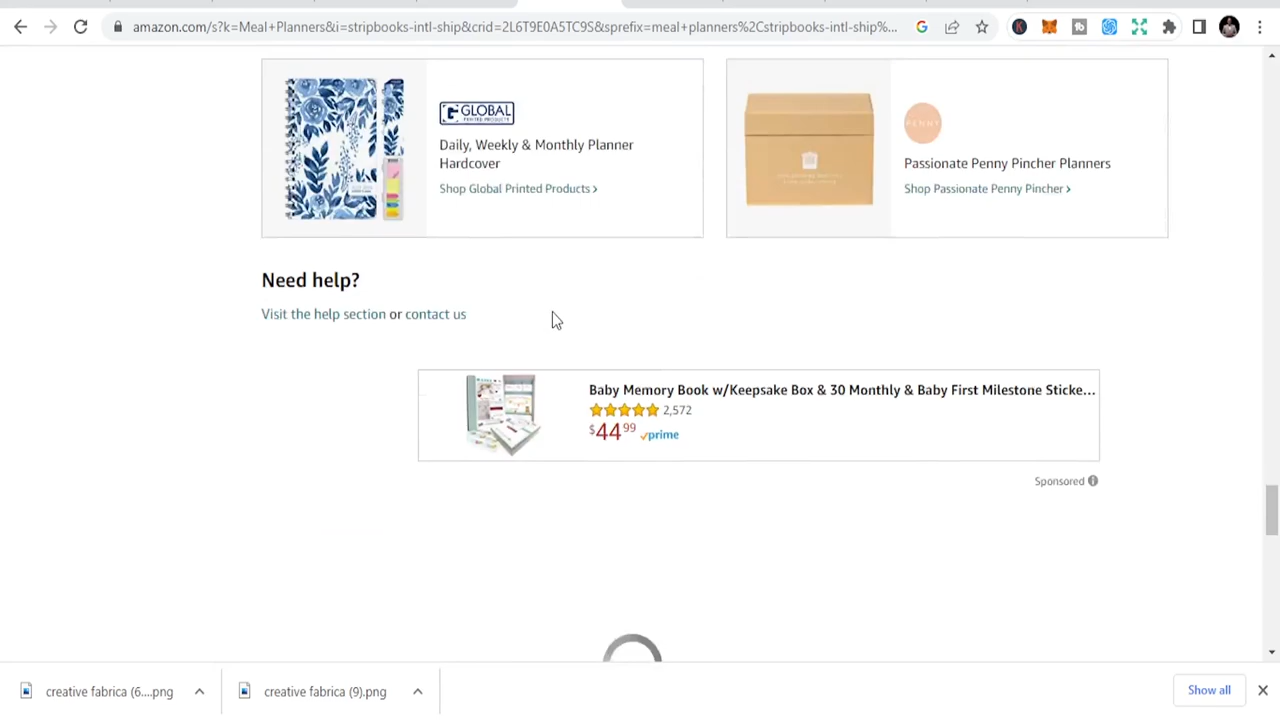 amazon.com/s?k=Meal+Planners&i=stripbooks-intl-ship&crid=2L6T9E0A5TC9S&sprefix=meal+planners%2Cstripbooks-intl-ship%...
GLOBAL
PRINTED PRODUCTS
Daily, Weekly & Monthly Planner
Hardcover
Shop Global Printed Products ›
PENNY
Passionate Penny Pincher Planners
Shop Passionate Penny Pincher ›
Need help?
Visit the help section or contact us
Baby Memory Book w/Keepsake Box & 30 Monthly & Baby First Milestone Sticke...
2,572
$44 99 prime
Sponsored
creative fabrica (6....png
creative fabrica (9).png
Show all